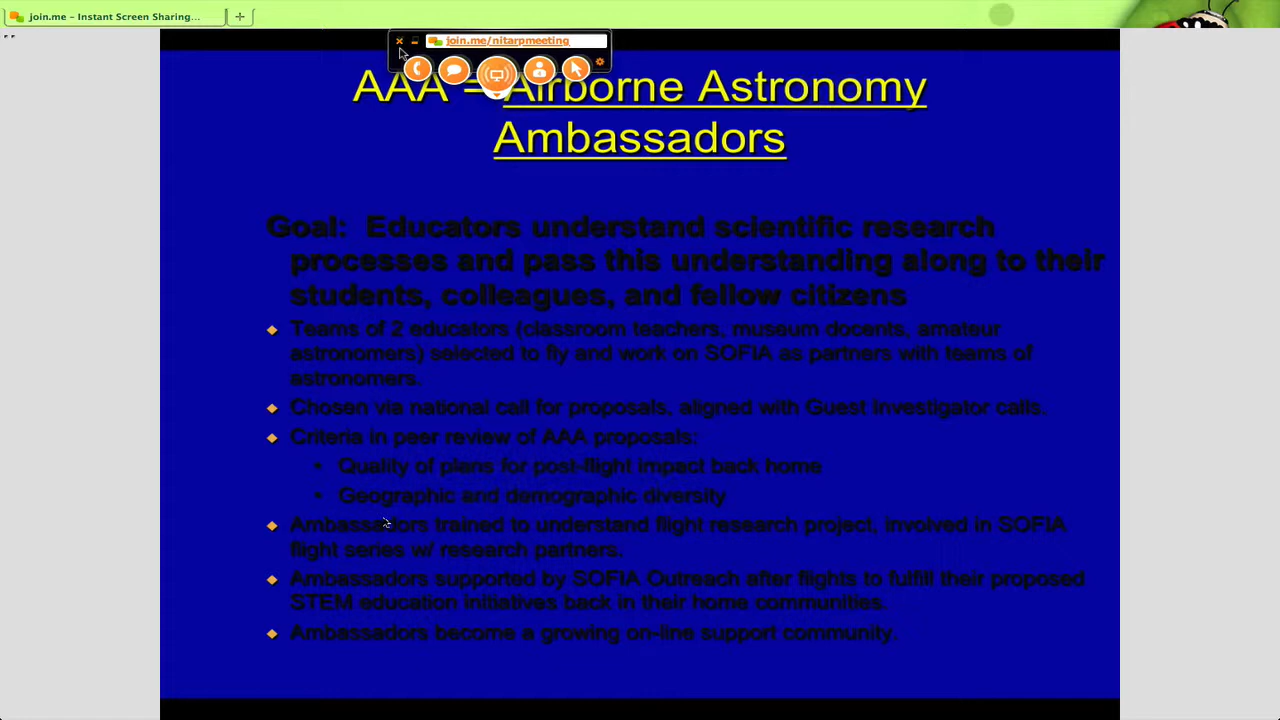 join.me – Instant Screen Sharing...
join.me/nitarpmeeting
AAA = Airborne Astronomy
Ambassadors
Goal: Educators understand scientific research
processes and pass this understanding along to their
students, colleagues, and fellow citizens
Teams of 2 educators (classroom teachers, museum docents, amateur
astronomers) selected to fly and work on SOFIA as partners with teams of
astronomers.
Chosen via national call for proposals, aligned with Guest Investigator calls.
Criteria in peer review of AAA proposals:
Quality of plans for post-flight impact back home
Geographic and demographic diversity
Ambassadors trained to understand flight research project, involved in SOFIA
flight series w/ research partners.
Ambassadors supported by SOFIA Outreach after flights to fulfill their proposed
STEM education initiatives back in their home communities.
Ambassadors become a growing on-line support community.